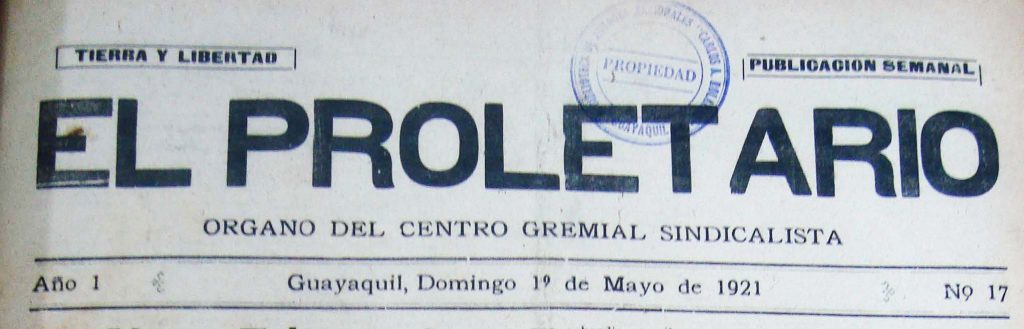 TIERRA Y LIBERTAD
PUBLICACION SEMANAL
PROPIEDAD
GUAYAQUIL
EL PROLETARIO
ORGANO DEL CENTRO GREMIAL SINDICALISTA
Año 1 Guayaquil, Domingo 1º de Mayo de 1921 Nº 17